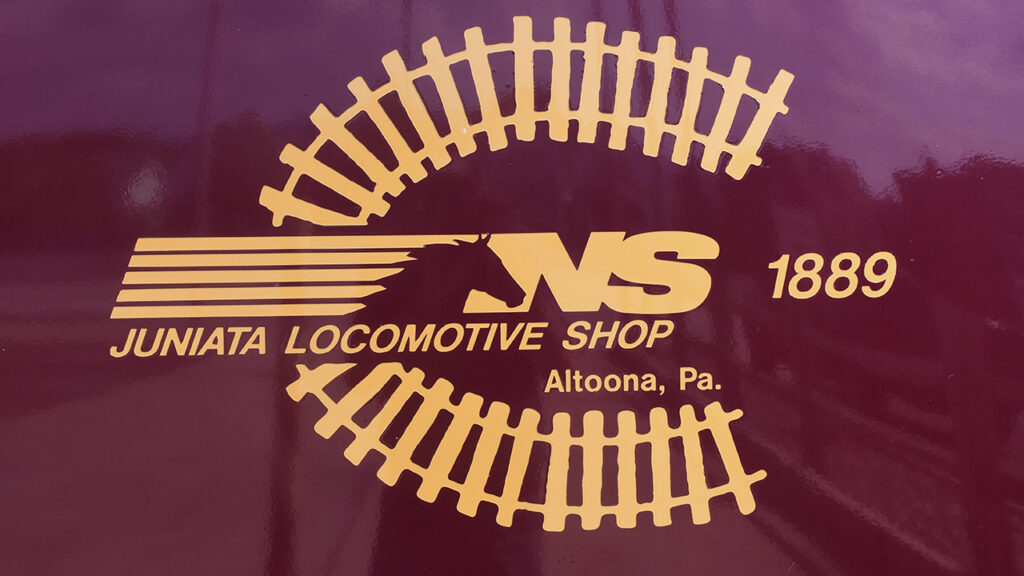 NS
1889
JUNIATA LOCOMOTIVE SHOP
Altoona, Pa.